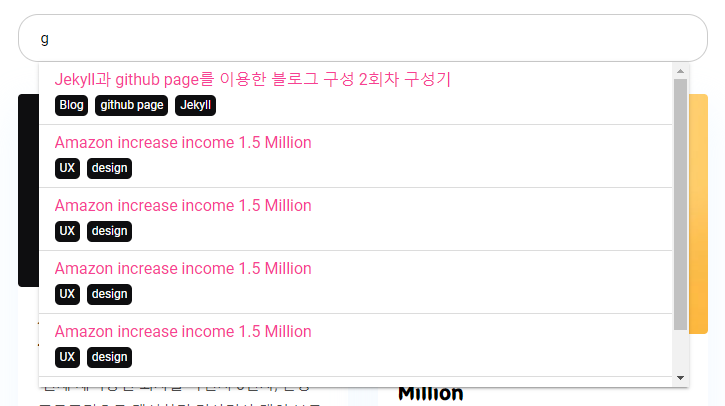 g
Jekyll과 github page를 이용한 블로그 구성 2회차 구성기
Blog github page Jekyll
Amazon increase income 1.5 Million
UX design
Amazon increase income 1.5 Million
UX design
Amazon increase income 1.5 Million
UX design
Amazon increase income 1.5 Million
UX design
Million